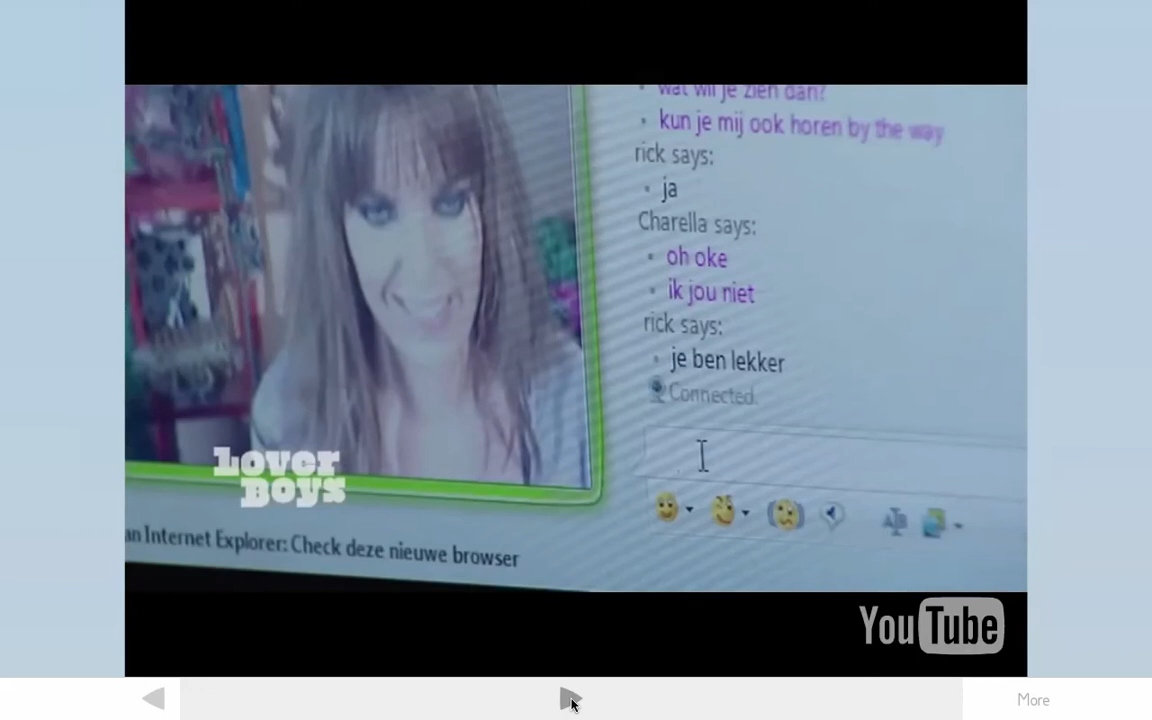 wat wil je zien dan?
kun je mij ook horen by the way
rick says:
ja
Charella says:
oh oke
ik jou niet
rick says:
je ben lekker
Connected.
Lover
Boys
an Internet Explorer: Check deze nieuwe browser
YouTube
More